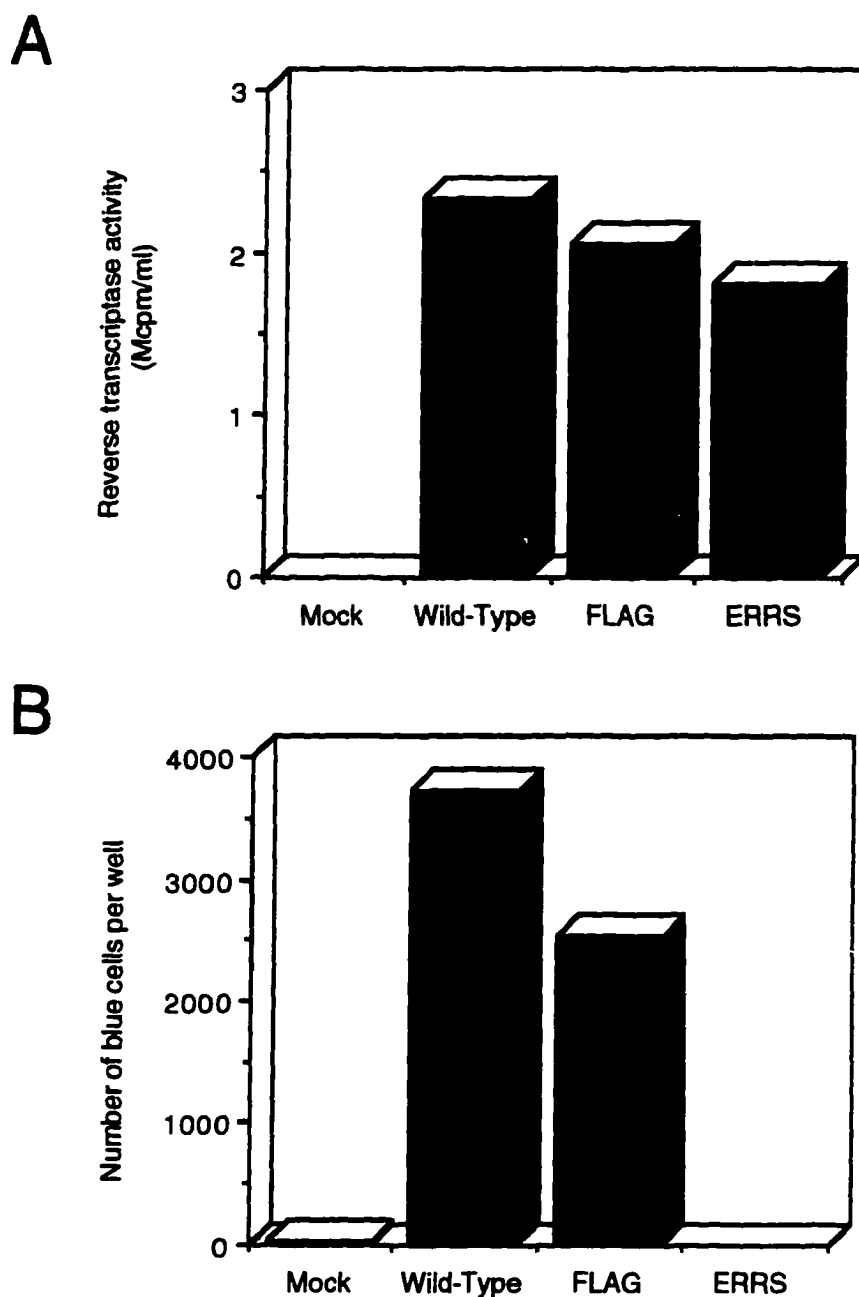 A
Reverse transcriptase activity
(Mcpm/ml)
3
2
1
0
Mock Wild-Type FLAG ERRS
B
Number of blue cells per well
4000
3000
2000
1000
0
Mock Wild-Type FLAG ERRS